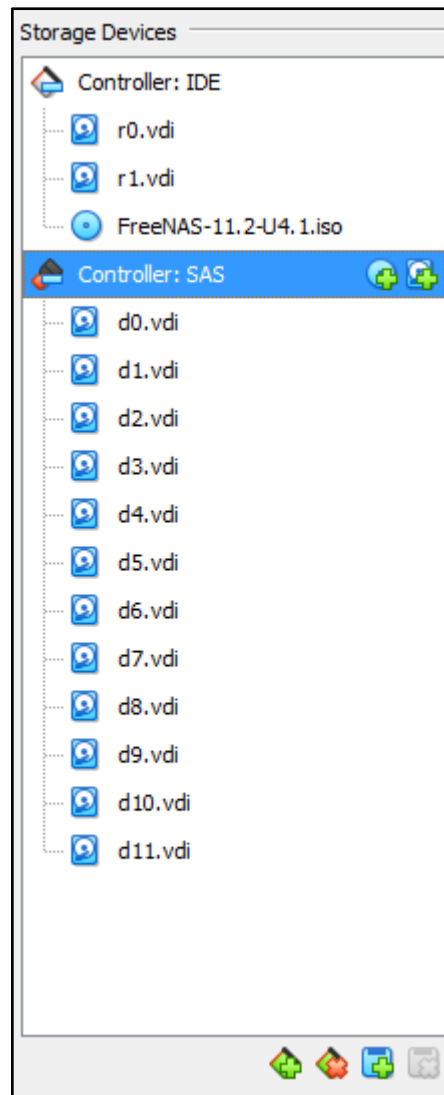 Storage Devices
Controller: IDE
r0.vdi
r1.vdi
FreeNAS-11.2-U4.1.iso
Controller: SAS
d0.vdi
d1.vdi
d2.vdi
d3.vdi
d4.vdi
d5.vdi
d6.vdi
d7.vdi
d8.vdi
d9.vdi
d10.vdi
d11.vdi